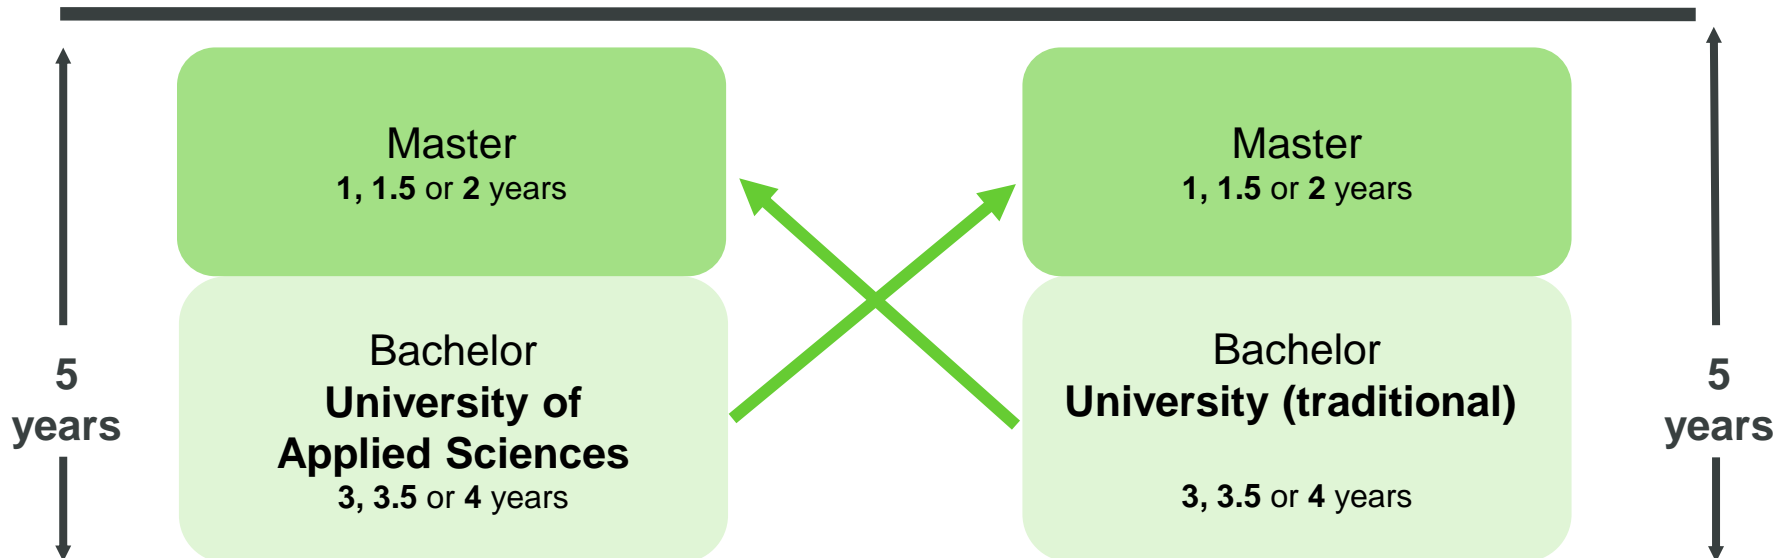 Master
1, 1.5 or 2 years
Master
1, 1.5 or 2 years
Bachelor
University of
Applied Sciences
3, 3.5 or 4 years
Bachelor
University (traditional)
3, 3.5 or 4 years
5
years
5
years